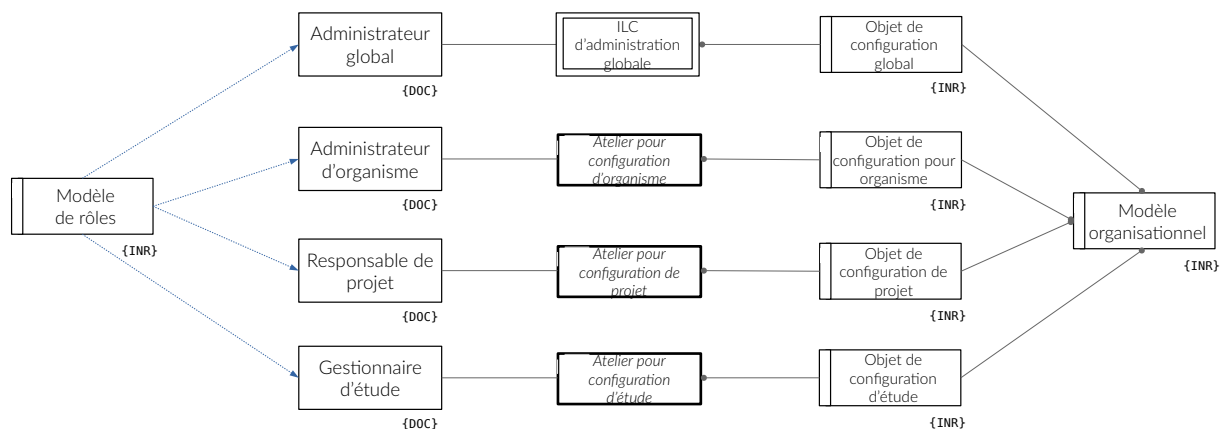 Administrateur
global
{DOC}
ILC
d'administration
globale
Objet de
configuration
global
{INR}
Administrateur
d'organisme
{DOC}
Atelier pour
configuration
d'organisme
Objet de
configuration pour
organisme
{INR}
Modèle
de rôles
{INR}
Modèle
organisationnel
{INR}
Responsable de
projet
{DOC}
Atelier pour
configuration de
projet
Objet de
configuration de
projet
{INR}
Gestionnaire
d'étude
{DOC}
Atelier pour
configuration
d'étude
Objet de
configuration
d'étude
{INR}